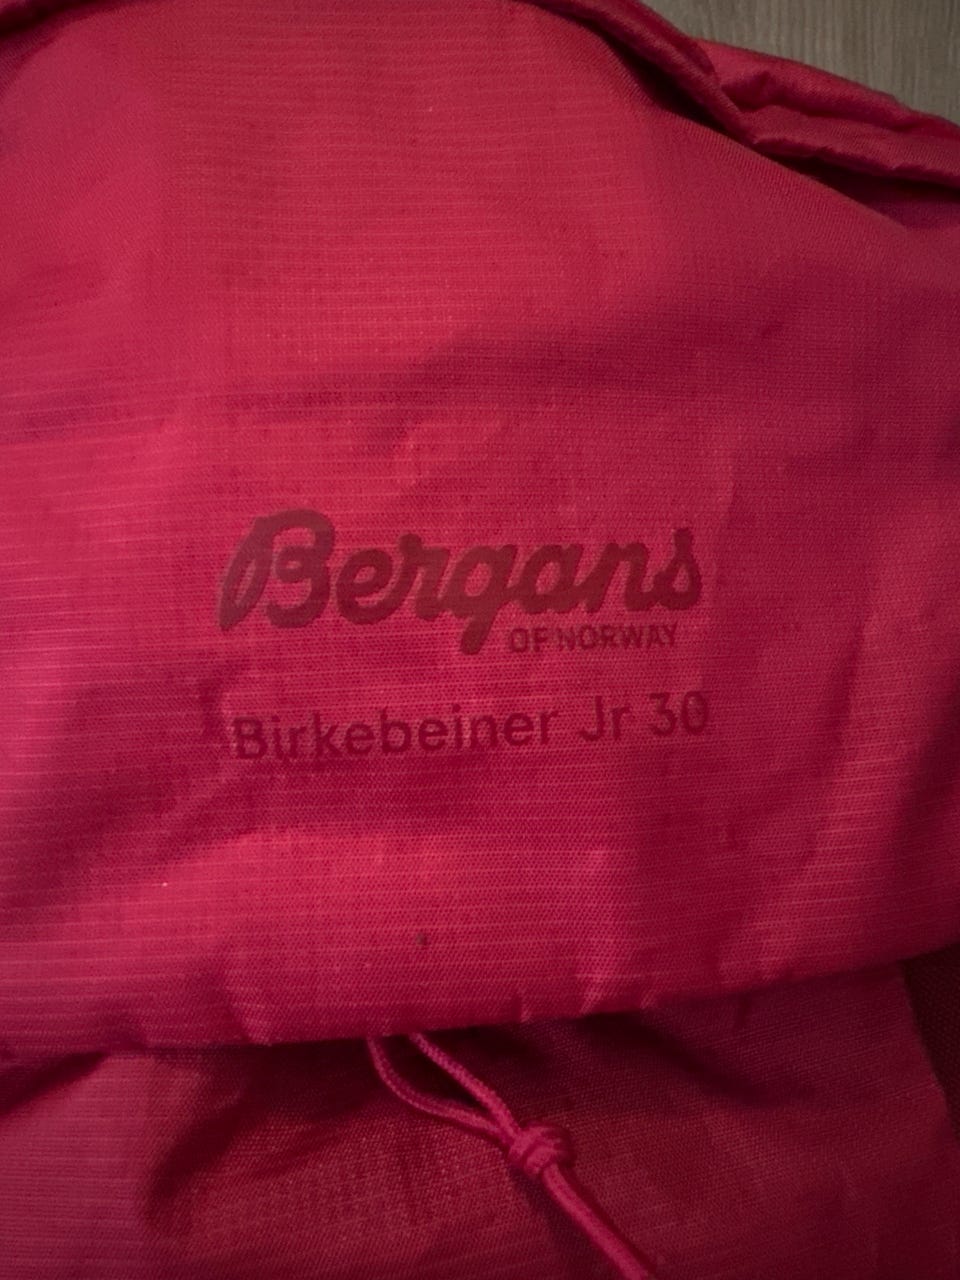 Bergans
OF NORWAY
Birkebeiner Jr 30